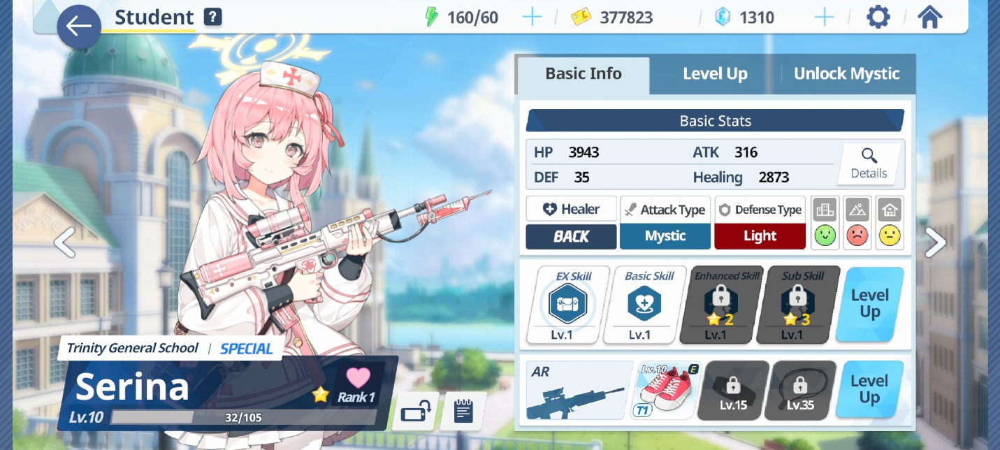 Student ?
160/60
377823
1310
Basic Info
Level Up
Unlock Mystic
Basic Stats
HP 3943
ATK 316
DEF 35
Healing 2873
Details
Healer
Attack Type
Defense Type
BACK
Mystic
Light
EX Skill
Basic Skill
Enhanced Skill
Sub Skill
2
3
Lv.1
Lv.1
Lv.1
Lv.1
Level
Up
Trinity General School | SPECIAL
Serina
Rank 1
Lv.10
32/105
AR
Lv.10
E
T1
Lv.15
Lv.35
Level
Up